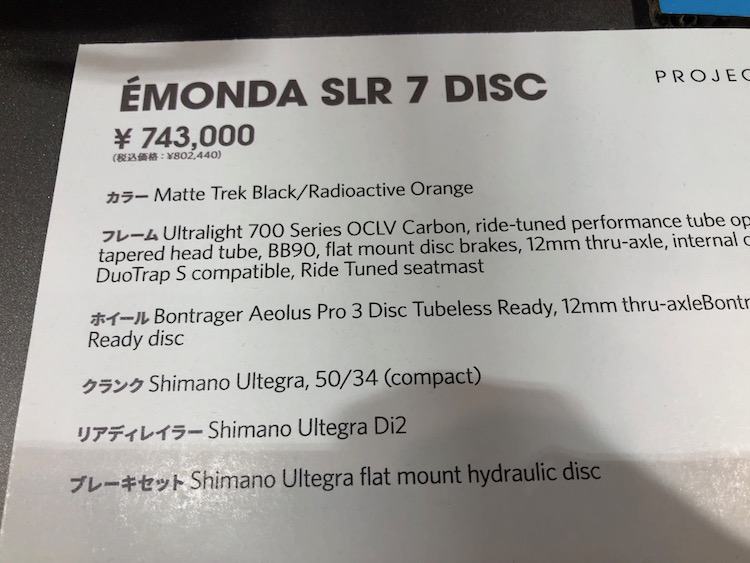 ÉMONDA SLR 7 DISC
PROJEC
¥ 743,000
(税込価格:¥802,440)
カラー Matte Trek Black/Radioactive Orange
フレーム Ultralight 700 Series OCLV Carbon, ride-tuned performance tube op
tapered head tube, BB90, flat mount disc brakes, 12mm thru-axle, internal
DuoTrap S compatible, Ride Tuned seatmast
ホイール Bontrager Aeolus Pro 3 Disc Tubeless Ready, 12mm thru-axleBontr
Ready disc
クランク Shimano Ultegra, 50/34 (compact)
リアディレイラー Shimano Ultegra Di2
ブレーキセット Shimano Ultegra flat mount hydraulic disc